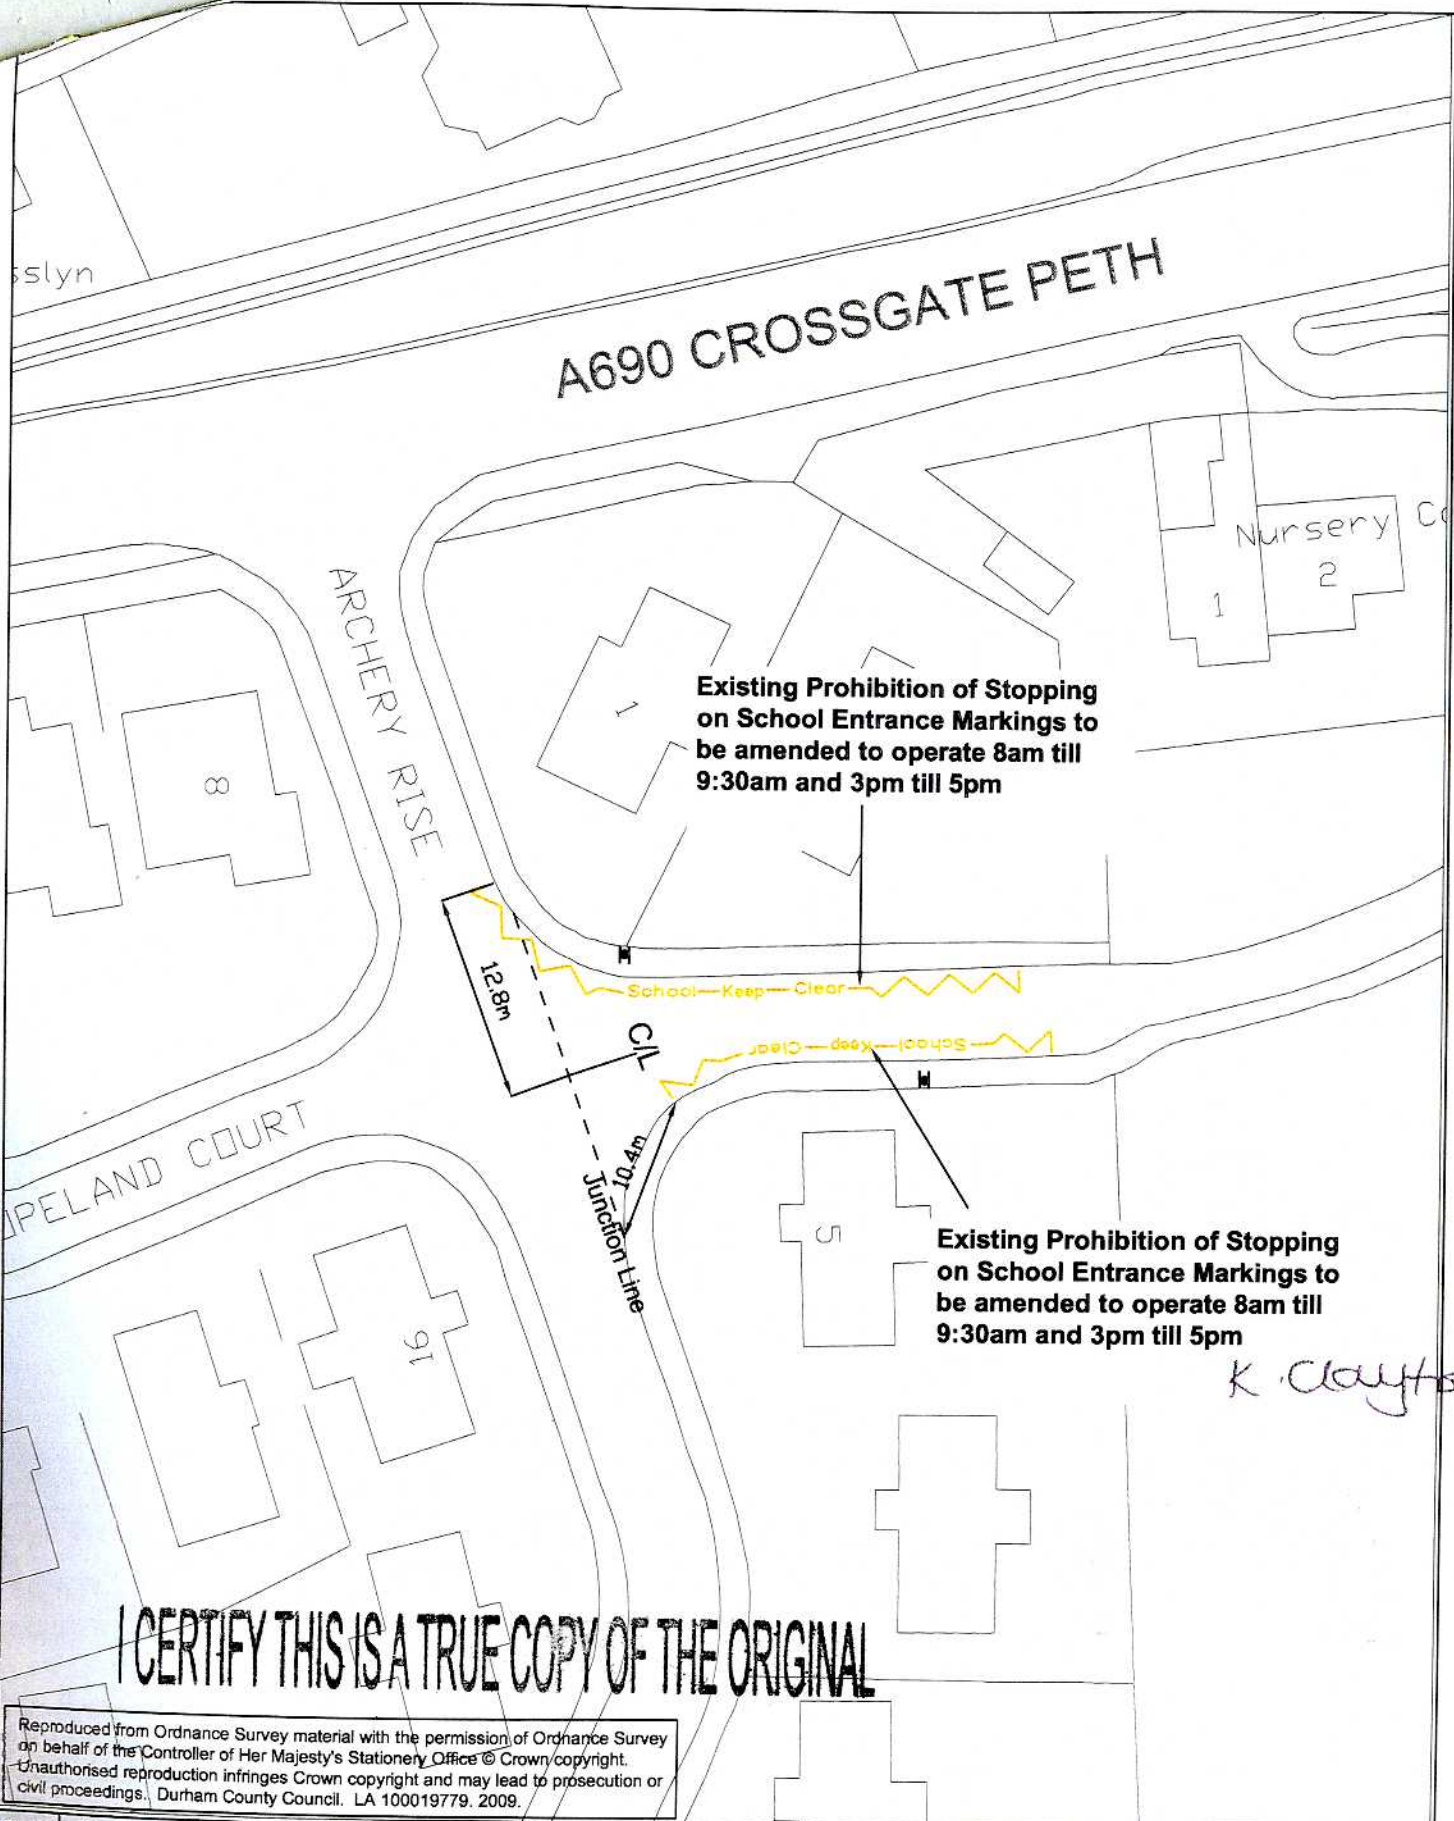 sslyn
A690 CROSSGATE PETH
Nursery
2
1
ARCHERY RISE
1
Existing Prohibition of Stopping
on School Entrance Markings to
be amended to operate 8am till
9:30am and 3pm till 5pm
8
12.8m
School Keep Clear
C/L
School Keep Clear
10.4m
Junction Line
OPELAND COURT
5
Existing Prohibition of Stopping
on School Entrance Markings to
be amended to operate 8am till
9:30am and 3pm till 5pm
16
K. Clayto
I CERTIFY THIS IS A TRUE COPY OF THE ORIGINAL
Reproduced from Ordnance Survey material with the permission of Ordnance Survey
on behalf of the Controller of Her Majesty's Stationery Office © Crown copyright.
Unauthorised reproduction infringes Crown copyright and may lead to prosecution or
civil proceedings. Durham County Council. LA 100019779. 2009.